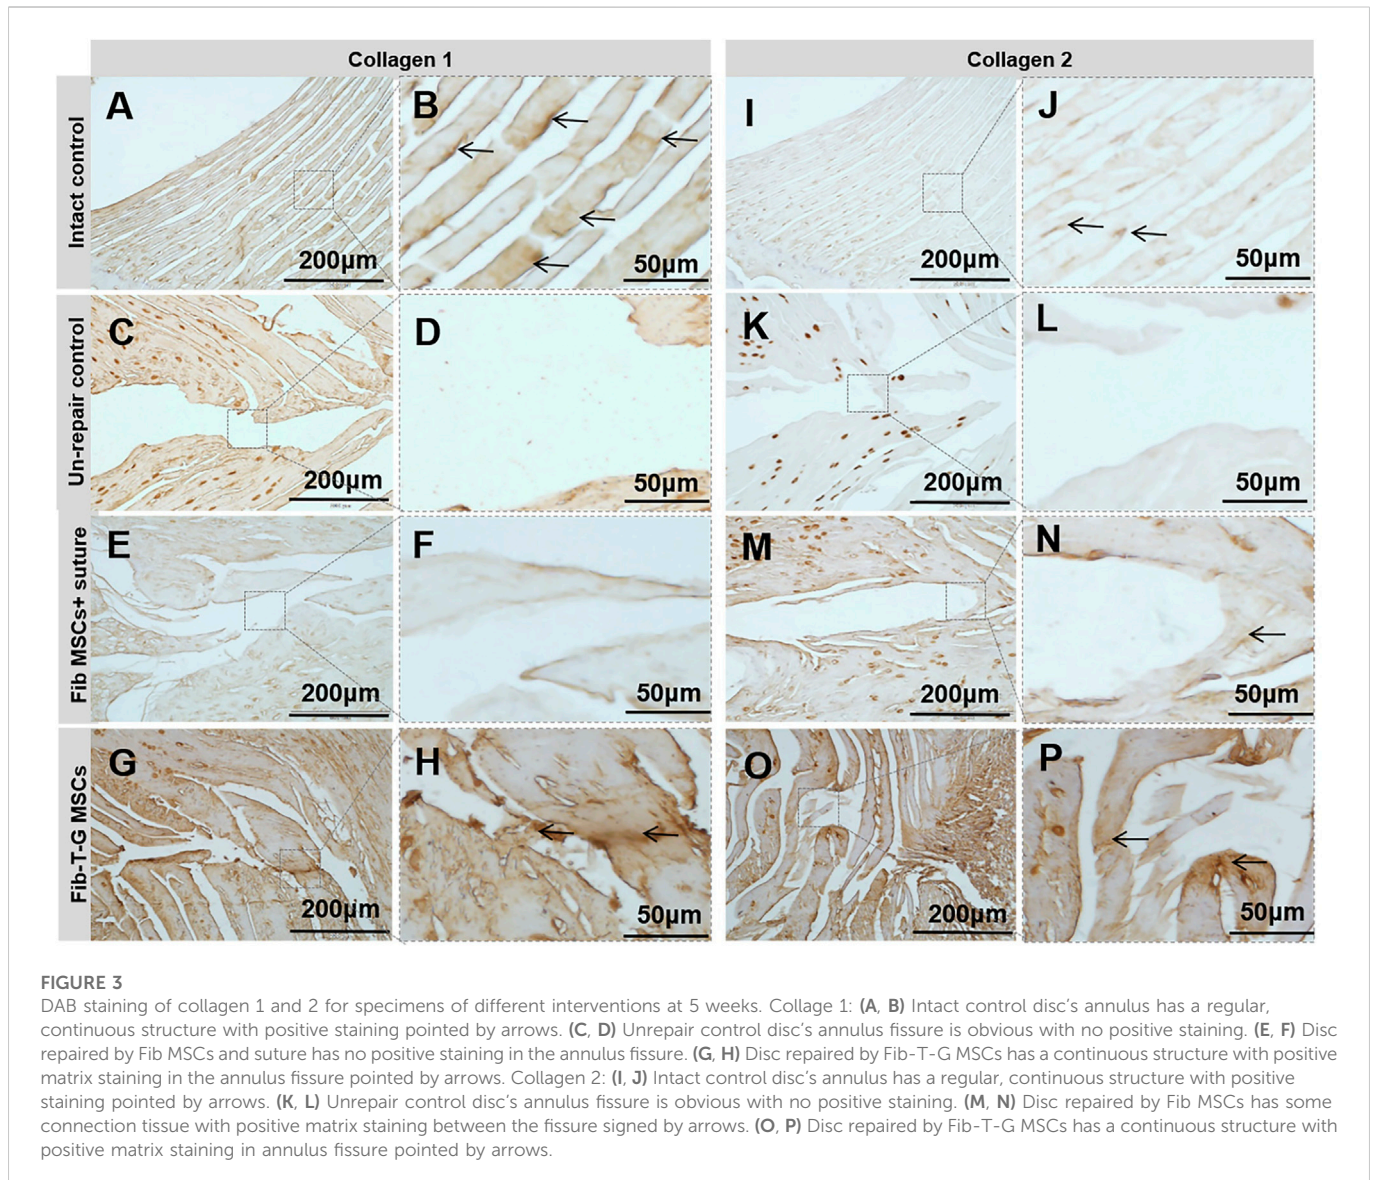 Collagen 1
Collagen 2
Intact control
A
200µm
B
50µm
I
200µm
J
50µm
Un-repair control
C
200µm
D
50µm
K
200µm
L
50µm
Fib MSCs+ suture
E
200µm
F
50µm
M
200µm
N
50µm
Fib-T-G MSCs
G
200µm
H
50µm
O
200µm
P
50µm
FIGURE 3
DAB staining of collagen 1 and 2 for specimens of different interventions at 5 weeks. Collage 1: (A, B) Intact control disc’s annulus has a regular,
continuous structure with positive staining pointed by arrows. (C, D) Unrepair control disc’s annulus fissure is obvious with no positive staining. (E, F) Disc
repaired by Fib MSCs and suture has no positive staining in the annulus fissure. (G, H) Disc repaired by Fib-T-G MSCs has a continuous structure with positive
matrix staining in the annulus fissure pointed by arrows. Collagen 2: (I, J) Intact control disc’s annulus has a regular, continuous structure with positive
staining pointed by arrows. (K, L) Unrepair control disc’s annulus fissure is obvious with no positive staining. (M, N) Disc repaired by Fib MSCs has some
connection tissue with positive matrix staining between the fissure signed by arrows. (O, P) Disc repaired by Fib-T-G MSCs has a continuous structure with
positive matrix staining in annulus fissure pointed by arrows.